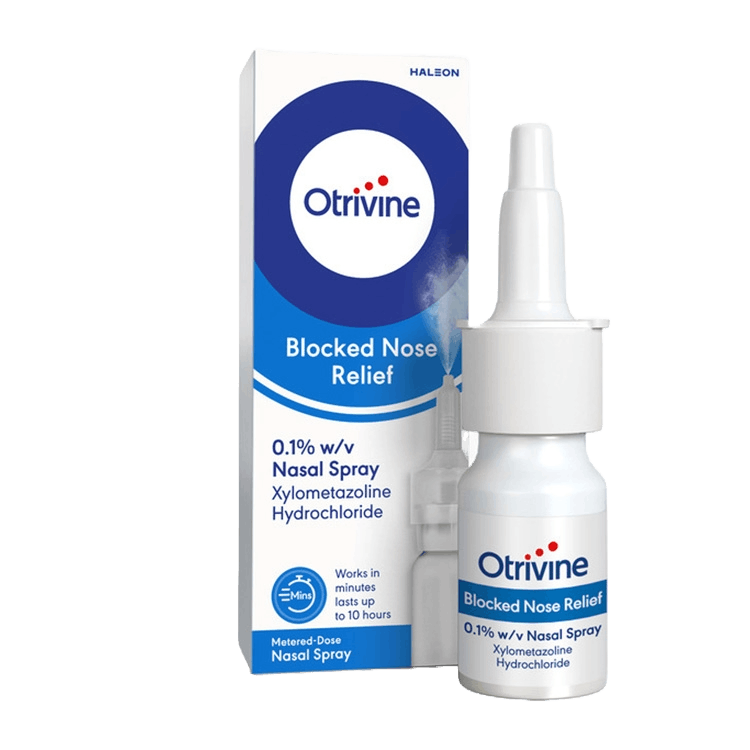 HALEON
Otrivine
Blocked Nose
Relief
0.1% w/v
Nasal Spray
Xylometazoline
Hydrochloride
Mins
Works in
minutes
lasts up
to 10 hours
Metered-Dose
Nasal Spray
Otrivine
Blocked Nose Relief
0.1% w/v Nasal Spray
Xylometazoline
Hydrochloride